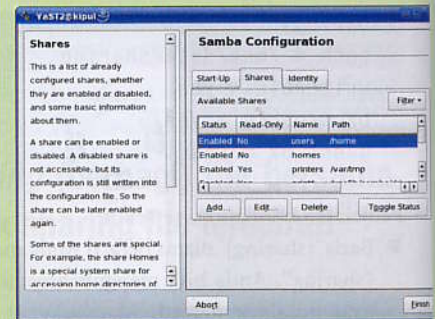 YaST2@kipul
Shares
This is a list of already
configured shares, whether
they are enabled or disabled,
and some basic information
about them.
A share can be enabled or
disabled. A disabled share is
not accessible, but its
configuration is still written into
the configuration file. So the
share can be later enabled
again.
Some of the shares are special.
For example, the share Homes
is a special system share for
accessing home directories of
Samba Configuration
Start-Up Shares Identity
Available Shares Filter
Status Read-Only Name Path
Enabled No users /home
Enabled No homes
Enabled Yes printers /var/tmp
Add... Edit... Delete Toggle Status
Abort Finish